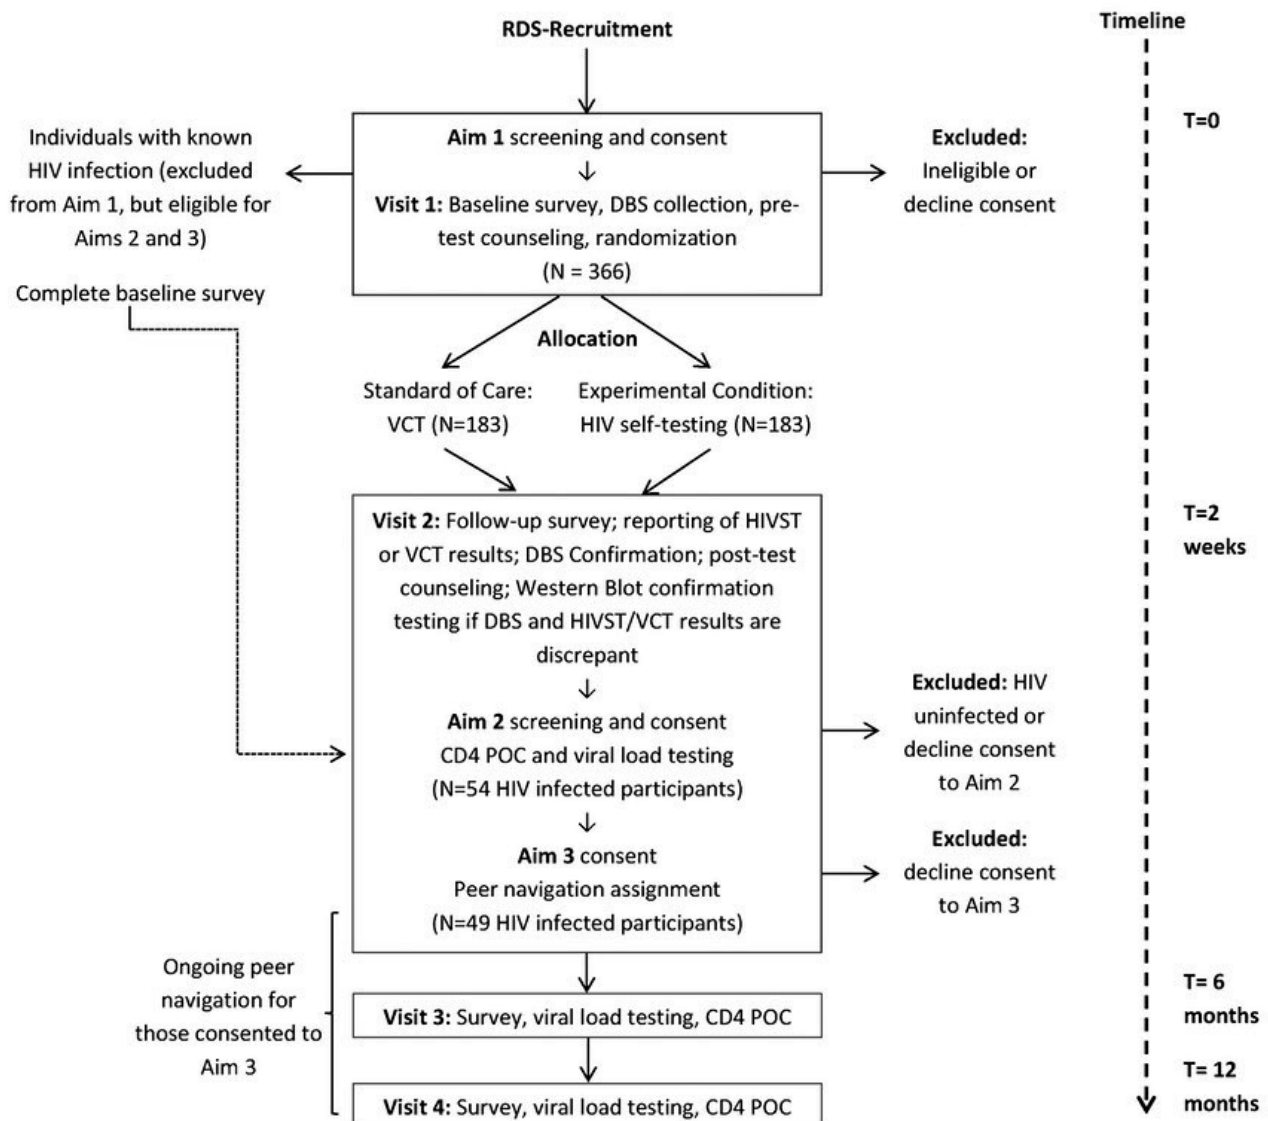 RDS-Recruitment
Timeline
T=0
Individuals with known
HIV infection (excluded
from Aim 1, but eligible for
Aims 2 and 3)
Complete baseline survey
Aim 1 screening and consent
Visit 1: Baseline survey, DBS collection, pre-
test counseling, randomization
(N = 366)
Excluded:
Ineligible or
decline consent
Allocation
Standard of Care:
VCT (N=183)
Experimental Condition:
HIV self-testing (N=183)
T=2
weeks
Visit 2: Follow-up survey; reporting of HIVST
or VCT results; DBS Confirmation; post-test
counseling; Western Blot confirmation
testing if DBS and HIVST/VCT results are
discrepant
Aim 2 screening and consent
CD4 POC and viral load testing
(N=54 HIV infected participants)
Aim 3 consent
Peer navigation assignment
(N=49 HIV infected participants)
Excluded: HIV
uninfected or
decline consent
to Aim 2
Excluded:
decline consent
to Aim 3
Ongoing peer
navigation for
those consented to
Aim 3
Visit 3: Survey, viral load testing, CD4 POC
T= 6
months
Visit 4: Survey, viral load testing, CD4 POC
T= 12
months